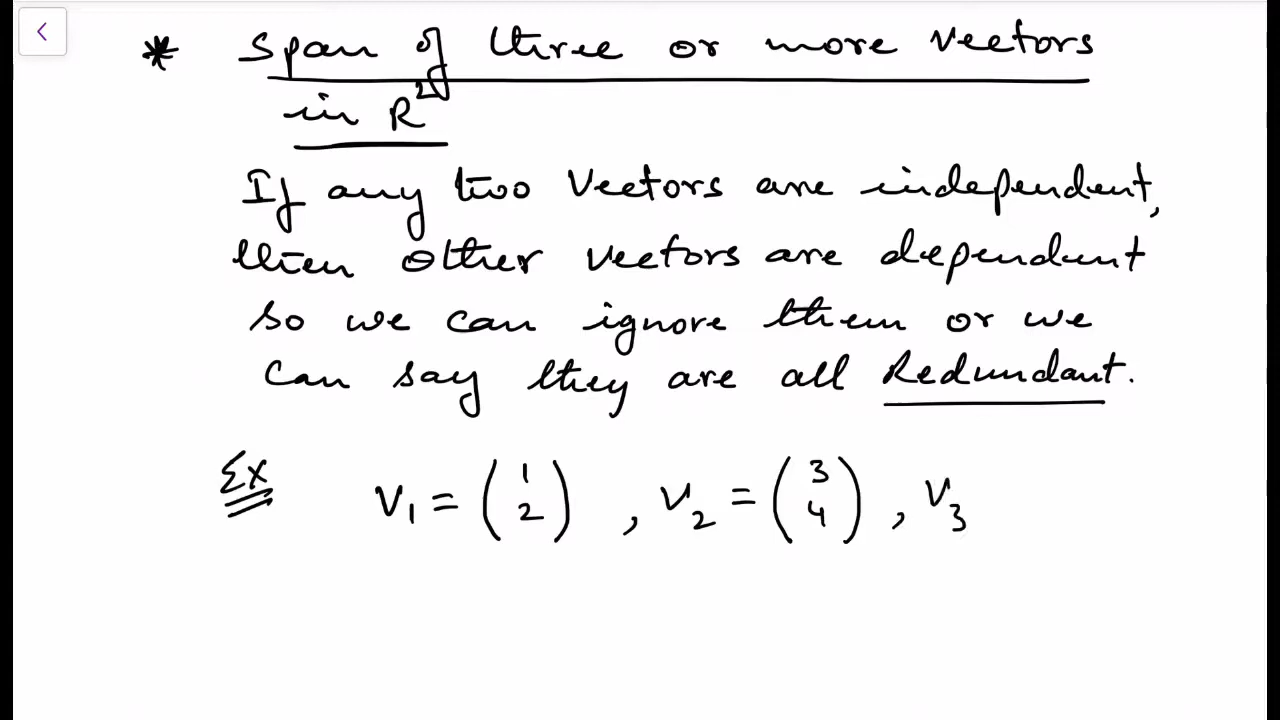 * Span of three or more vectors
in R²
If any two vectors are independent,
then other vectors are dependent
so we can ignore them or we
can say they are all Redundant.
Ex V₁ = (1 2), V₂ = (3 4), V₃